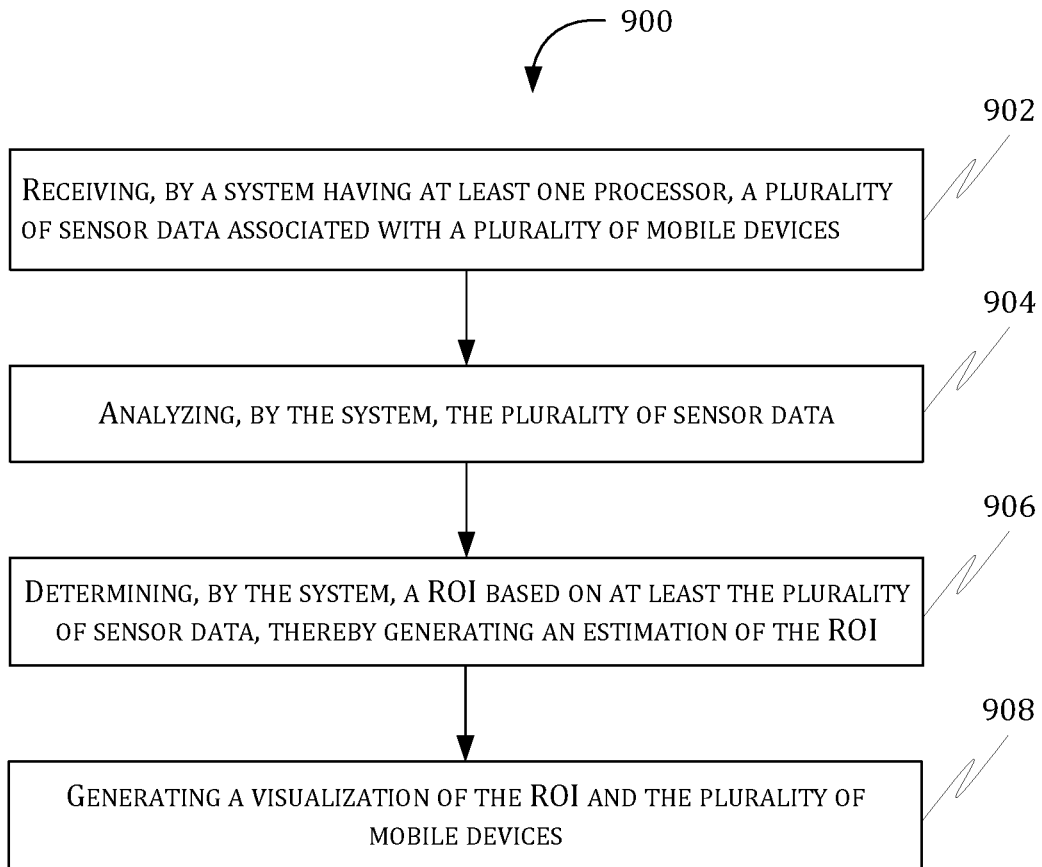 900
902
RECEIVING, BY A SYSTEM HAVING AT LEAST ONE PROCESSOR, A PLURALITY
OF SENSOR DATA ASSOCIATED WITH A PLURALITY OF MOBILE DEVICES
904
ANALYZING, BY THE SYSTEM, THE PLURALITY OF SENSOR DATA
906
DETERMINING, BY THE SYSTEM, A ROI BASED ON AT LEAST THE PLURALITY
OF SENSOR DATA, THEREBY GENERATING AN ESTIMATION OF THE ROI
908
GENERATING A VISUALIZATION OF THE ROI AND THE PLURALITY OF
MOBILE DEVICES